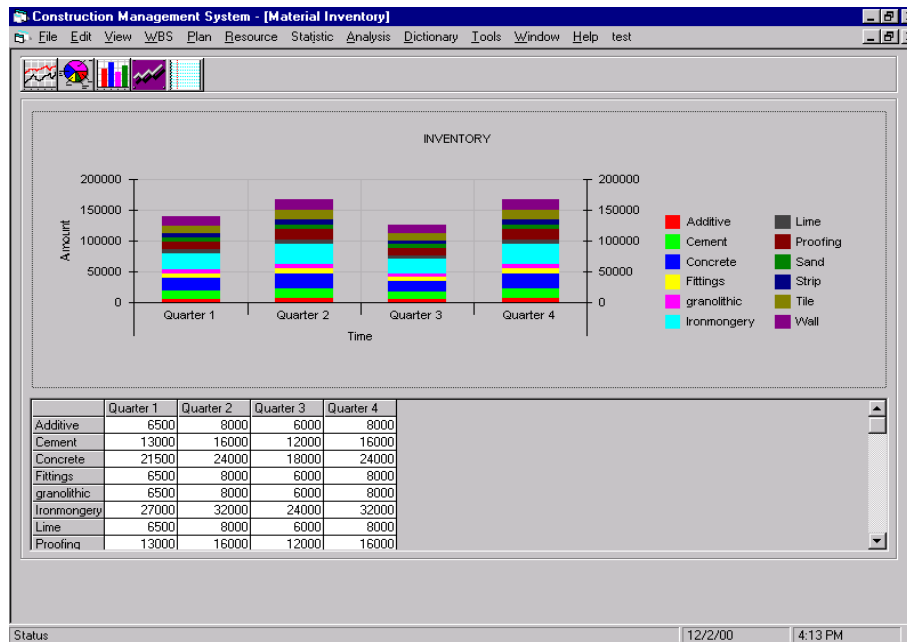 Construction Management System - [Material Inventory]
File Edit View WBS Plan Resource Statistic Analysis Dictionary Tools Window Help test
INVENTORY
200000 200000
150000 150000
100000 100000
50000 50000
0 0
Amount
Quarter 1 Quarter 2 Quarter 3 Quarter 4
Time
Additive Lime
Cement Proofing
Concrete Sand
Fittings Strip
granolithic Tile
Ironmongery Wall
Quarter 1 Quarter 2 Quarter 3 Quarter 4
Additive 6500 8000 6000 8000
Cement 13000 16000 12000 16000
Concrete 21500 24000 18000 24000
Fittings 6500 8000 6000 8000
granolithic 6500 8000 6000 8000
Ironmongery 27000 32000 24000 32000
Lime 6500 8000 6000 8000
Proofing 13000 16000 12000 16000
Status 12/2/00 4:13 PM